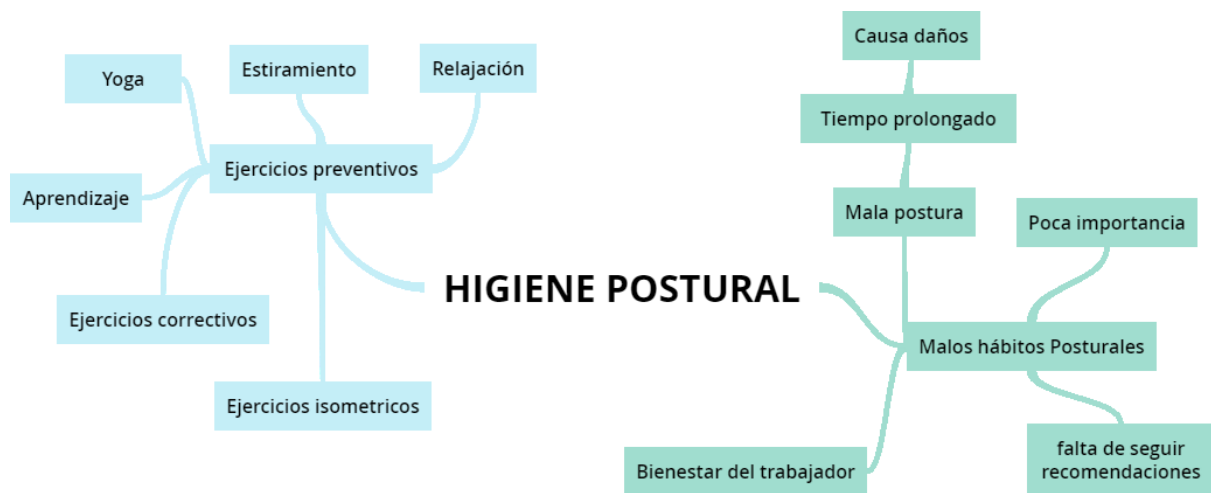 Causa daños
Yoga
Estiramiento
Relajación
Tiempo prolongado
Ejercicios preventivos
Aprendizaje
Mala postura
Poca importancia
HIGIENE POSTURAL
Ejercicios correctivos
Malos hábitos Posturales
Ejercicios isometricos
Bienestar del trabajador
falta de seguir
recomendaciones